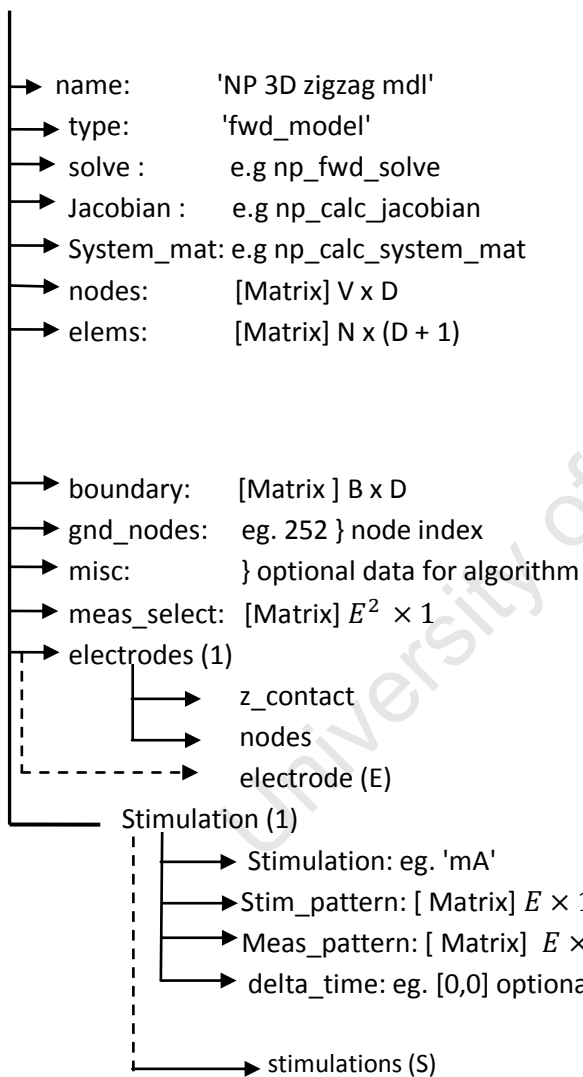 name: 'NP 3D zigzag mdl'
type: 'fwd_model'
solve : e.g np_fwd_solve
Jacobian : e.g np_calc_jacobian
System_mat: e.g np_calc_system_mat
nodes: [Matrix] V x D
elems: [Matrix] N x (D + 1)
boundary: [Matrix ] B x D
gnd_nodes: eg. 252 } node index
misc: } optional data for algorithm
meas_select: [Matrix] E² × 1
electrodes (1)
z_contact
nodes
electrode (E)
University of
Stimulation (1)
Stimulation: eg. 'mA'
Stim_pattern: [ Matrix] E × 1
Meas_pattern: [ Matrix] E ×
delta_time: eg. [0,0] optiona
stimulations (S)